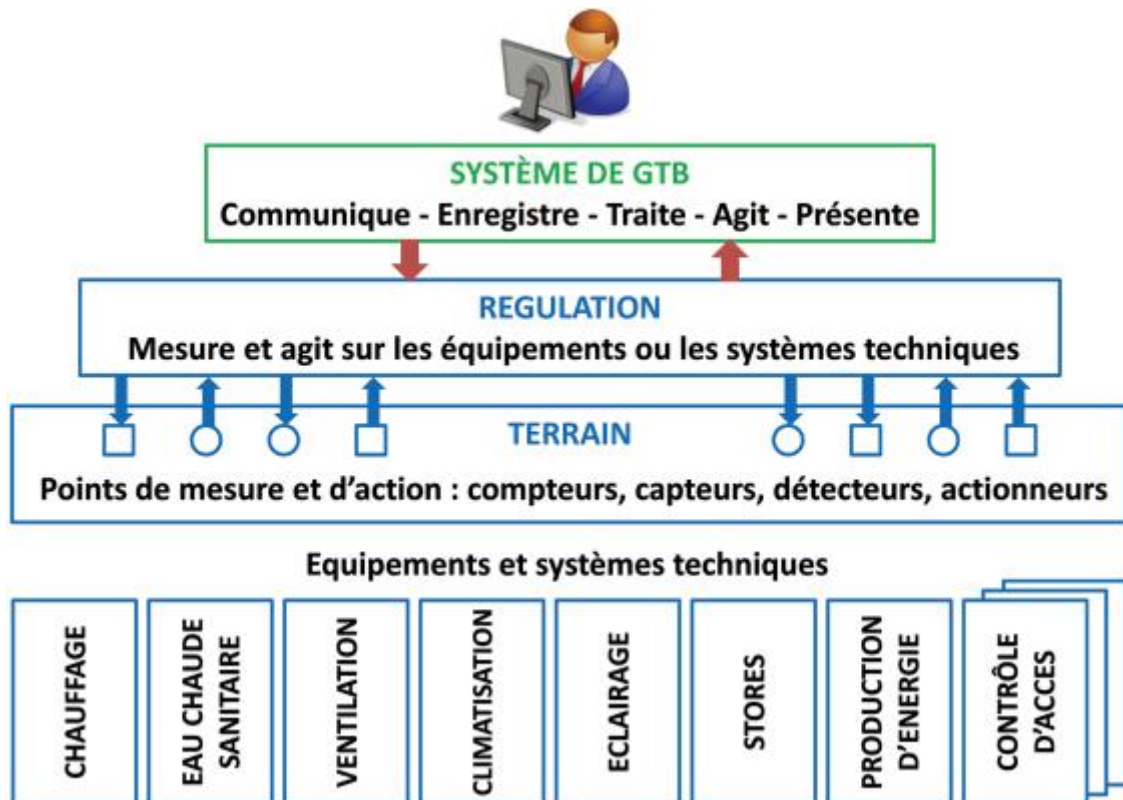 SYSTÈME DE GTB
Communique - Enregistre - Traite - Agit - Présente
REGULATION
Mesure et agit sur les équipements ou les systèmes techniques
TERRAIN
Points de mesure et d'action : compteurs, capteurs, détecteurs, actionneurs
Equipements et systèmes techniques
CHAUFFAGE
EAU CHAUDE
SANITAIRE
VENTILATION
CLIMATISATION
ECLAIRAGE
STORES
PRODUCTION
D'ENERGIE
CONTRÔLE
D'ACCES